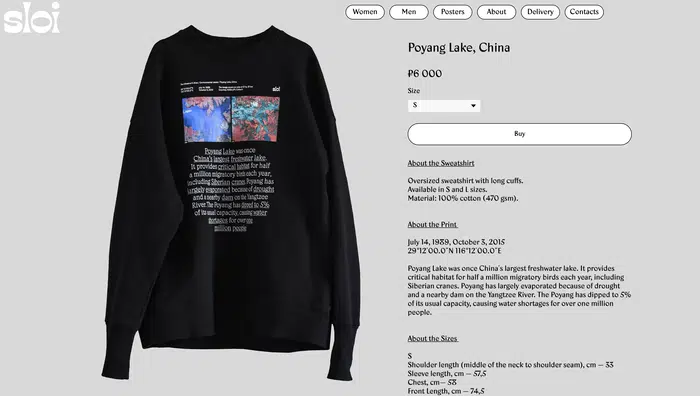 sloi
Women
Men
Posters
About
Delivery
Contacts
sloi
Poyang Lake was once
China's largest freshwater lake.
It provides critical habitat for half
a million migratory birds each year,
including Siberian cranes. Poyang has
largely evaporated because of drought
and a nearby dam on the Yangtzee
River. The Poyang has dipped to 5%
of its usual capacity, causing water
shortages for over one
million people
Poyang Lake, China
₽6 000
Size
S
Buy
About the Sweatshirt
Oversized sweatshirt with long cuffs.
Available in S and L sizes.
Material: 100% cotton (470 gsm).
About the Print
July 14, 1989, October 3, 2015
29°12′00.0″N 116°12′00.0″E
Poyang Lake was once China's largest freshwater lake. It provides
critical habitat for half a million migratory birds each year, including
Siberian cranes. Poyang has largely evaporated because of drought
and a nearby dam on the Yangtzee River. The Poyang has dipped to 5%
of its usual capacity, causing water shortages for over one million
people.
About the Sizes
S
Shoulder length (middle of the neck to shoulder seam), cm — 33
Sleeve length, cm — 57,5
Chest, cm— 58
Front Length, cm — 74,5